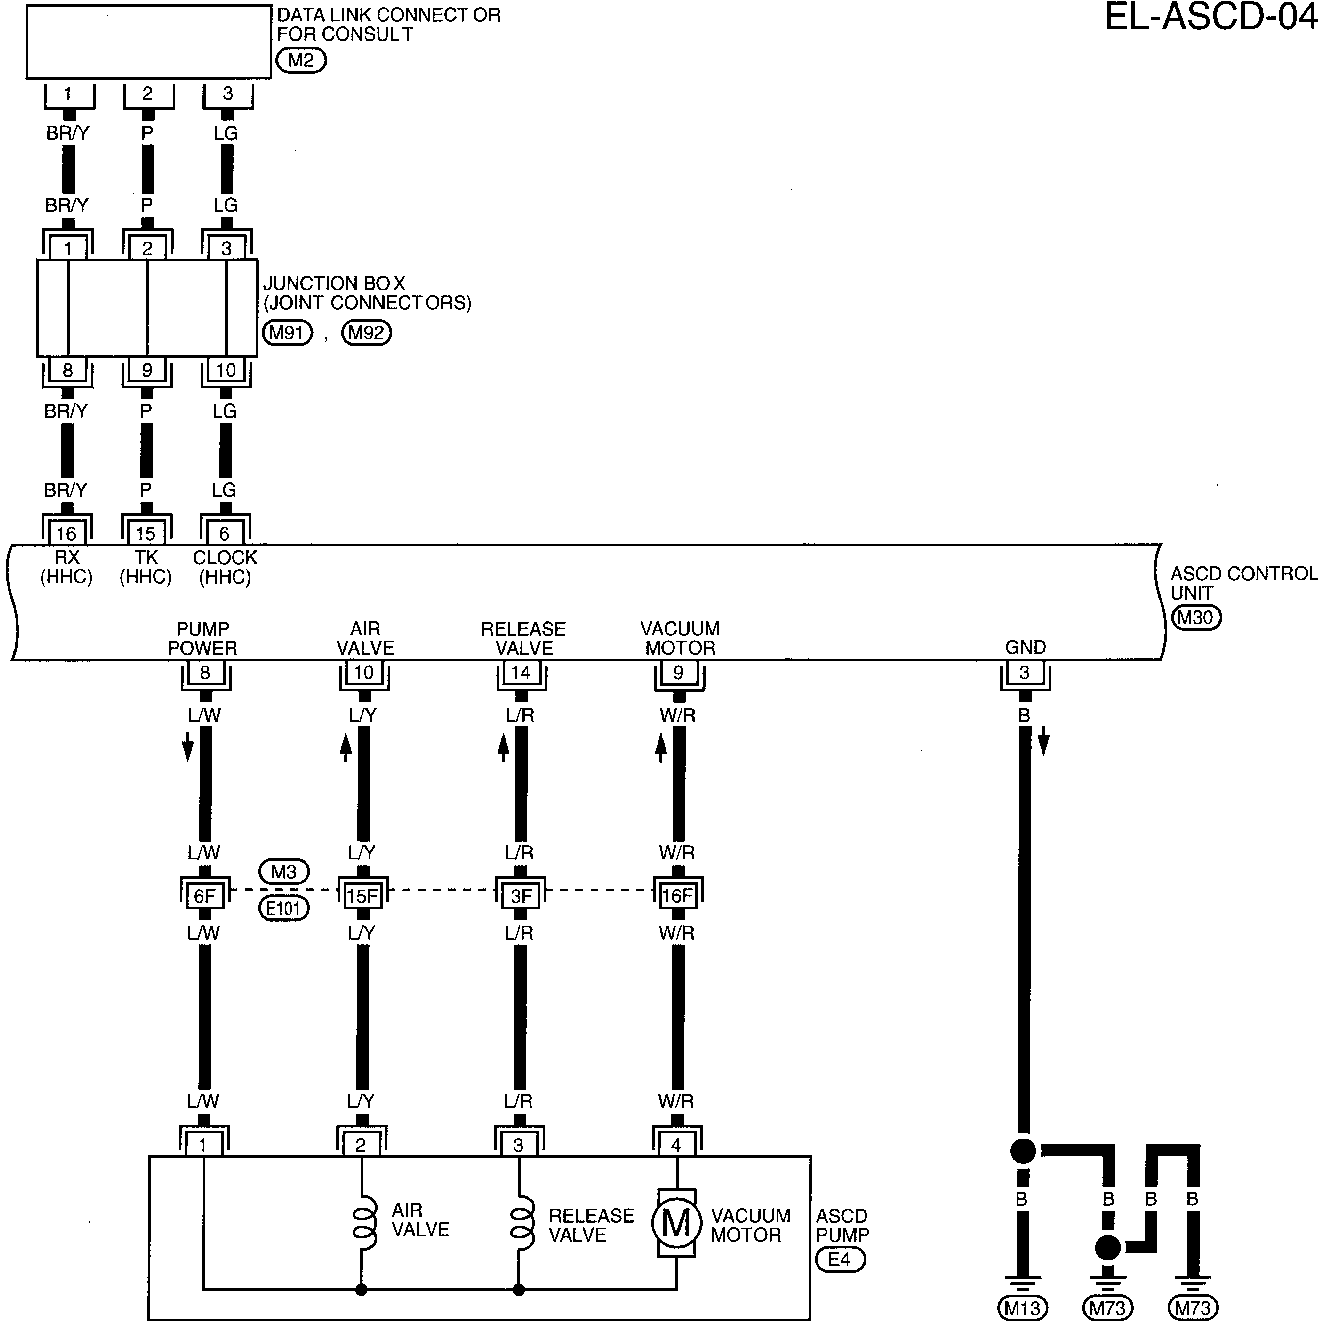 EL-ASCD-04
DATA LINK CONNECTOR
FOR CONSULT
M2
1 2 3
BR/Y P LG
BR/Y P LG
1 2 3
JUNCTION BOX
(JOINT CONNECTORS)
M91 , M92
8 9 10
BR/Y P LG
BR/Y P LG
16 15 6
RX TK CLOCK
(HHC) (HHC) (HHC)
ASCD CONTROL
UNIT
M30
PUMP AIR RELEASE VACUUM
POWER VALVE VALVE MOTOR GND
8 10 14 9 3
L/W L/Y L/R W/R B
L/W L/Y L/R W/R
M3
6F 15F 3F 16F
E101
L/W L/Y L/R W/R
L/W L/Y L/R W/R
1 2 3 4
B B B B
AIR
VALVE
RELEASE
VALVE
M
VACUUM
MOTOR
ASCD
PUMP
E4
M13 M73 M73